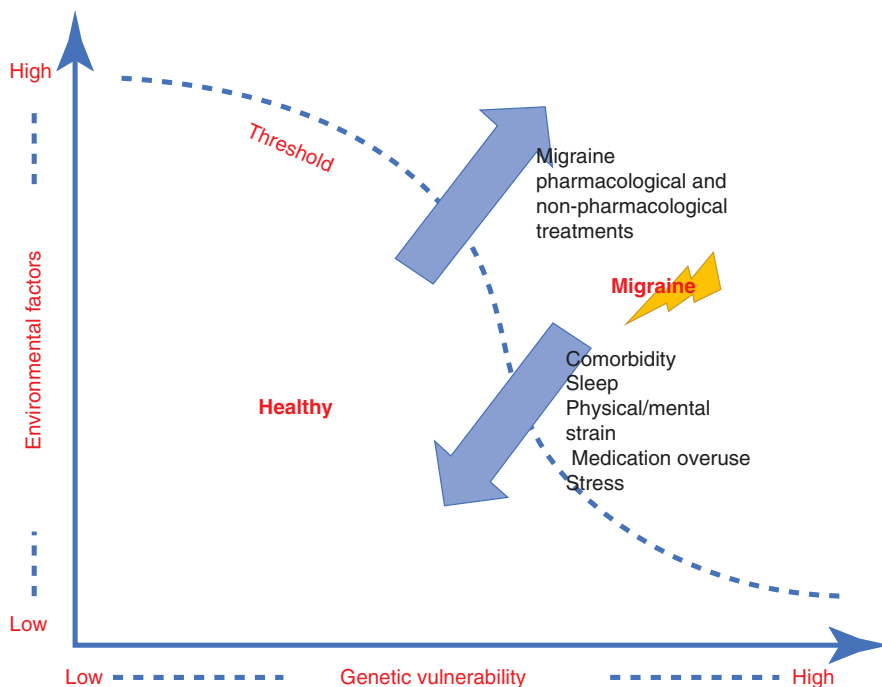 High
Threshold
Migraine
pharmacological and
non-pharmacological
treatments
Migraine
Environmental factors
Healthy
Comorbidity
Sleep
Physical/mental
strain
Medication overuse
Stress
Low
Low
Genetic vulnerability
High